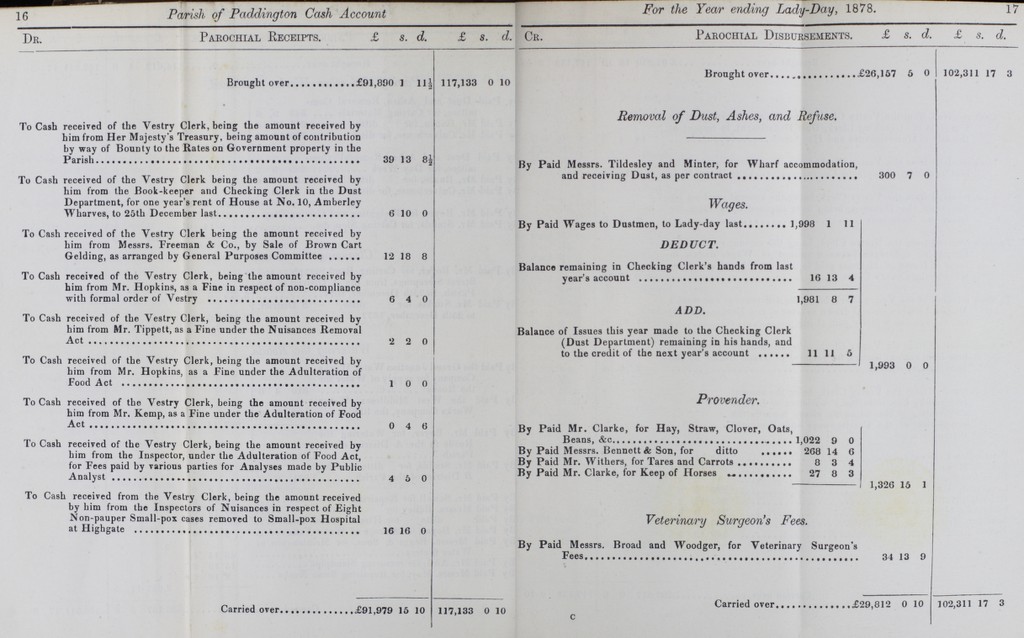 16 Parish of Paddington Cash Account
DR. PAROCHIAL RECEIPTS. £ s. d. £ s. d.
Brought over............£91,890 1 11½ 117,133 0 10
To Cash received of the Vestry Clerk, being the amount received by
him from Her Majesty's Treasury, being amount of contribution
by way of Bounty to the Rates on Government property in the
Parish................................ 39 13 8½
To Cash received of the Vestry Clerk being the amount received by
him from the Book-keeper and Checking Clerk in the Dust
Department, for one year's rent of House at No. 10, Amberley
Wharves, to 25th December last................ 6 10 0
To Cash received of the Vestry Clerk being the amount received by
him from Messrs. Freeman & Co., by Sale of Brown Cart
Gelding, as arranged by General Purposes Committee ...... 12 18 8
To Cash received of the Vestry Clerk, being the amount received by
him from Mr. Hopkins, as a Fine in respect of non-compliance
with formal order of Vestry ................ 6 4 0
To Cash received of the Vestry Clerk, being the amount received by
him from Mr. Tippett, as a Fine under the Nuisances Removal
Act ................................ 2 2 0
To Cash received of the Vestry Clerk, being the amount received by
him from Mr. Hopkins, as a Fine under the Adulteration of
Food Act ................................ 1 0 0
To Cash received of the Vestry Clerk, being the amount received by
him from Mr. Kemp, as a Fine under the Adulteration of Food
Act ................................ 0 4 6
To Cash received of the Vestry Clerk, being the amount received by
him from the Inspector, under the Adulteration of Food Act,
for Fees paid by various parties for Analyses made by Public
Analyst ................................ 4 5 0
To Cash received from the Vestry Clerk, being the amount received
by him from the Inspectors of Nuisances in respect of Eight
Non-pauper Small-pox cases removed to Small-pox Hospital
at Highgate ................................ 16 16 0
Carried over.............£91,979 15 10 117,133 0 10
For the Year ending Lady-Day, 1878. 17
CR. PAROCHIAL DISBURSEMENTS. £ s. d. £ s. d.
Brought over................£26,157 5 0 102,311 17 3
Removal of Dust, Ashes, and Refuse.
By Paid Messrs. Tildesley and Minter, for Wharf accommodation,
and receiving Dust, as per contract ...................... 300 7 0
Wages.
By Paid Wages to Dustmen, to Lady-day last........ 1,998 1 11
DEDUCT.
Balance remaining in Checking Clerk's hands from last
year's account ............................ 16 13 4
1,981 8 7
ADD.
Balance of Issues this year made to the Checking Clerk
(Dust Department) remaining in his hands, and
to the credit of the next year's account ...... 11 11 5
1,993 0 0
Provender.
By Paid Mr. Clarke, for Hay, Straw, Clover, Oats,
Beans, &c................................ 1,022 9 0
By Paid Messrs. Bennett & Son, for ditto ...... 268 14 6
By Paid Mr. Withers, for Tares and Carrots .......... 8 3 4
By Paid Mr. Clarke, for Keep of Horses ............ 27 8 3
1,326 15 1
Veterinary Surgeon's Fees.
By Paid Messrs. Broad and Woodger, for Veterinary Surgeon's
Fees................................ 34 13 9
Carried over..............£29,812 0 10 102,311 17 3
C